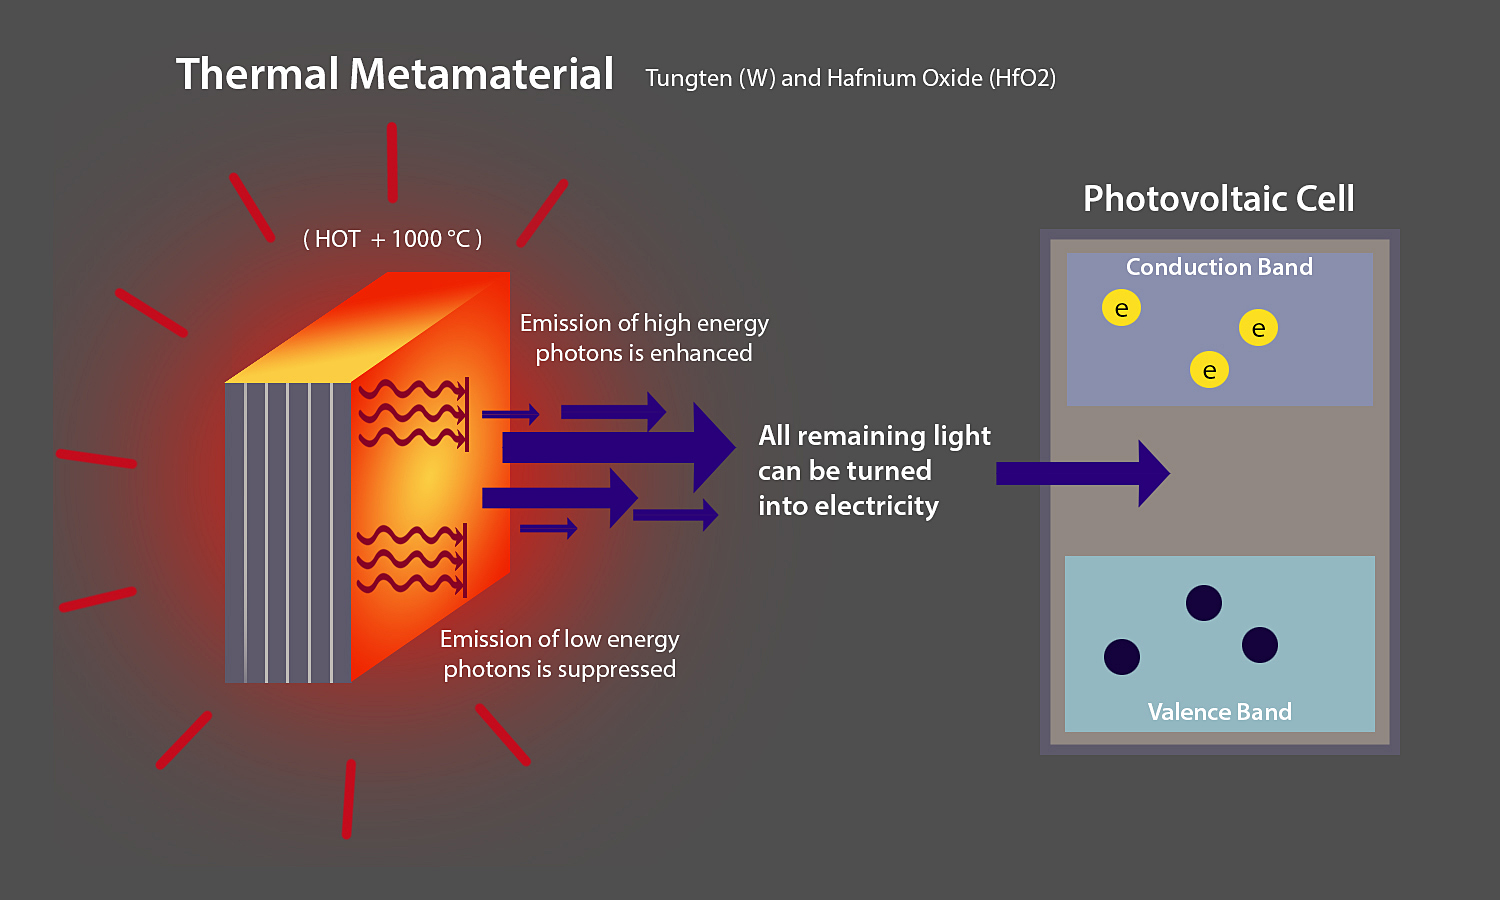 Thermal Metamaterial Tungten (W) and Hafnium Oxide (HfO2)
( HOT + 1000 °C )
Emission of high energy
photons is enhanced
All remaining light
can be turned
into electricity
Emission of low energy
photons is suppressed
Photovoltaic Cell
Conduction Band
e
e
e
Valence Band